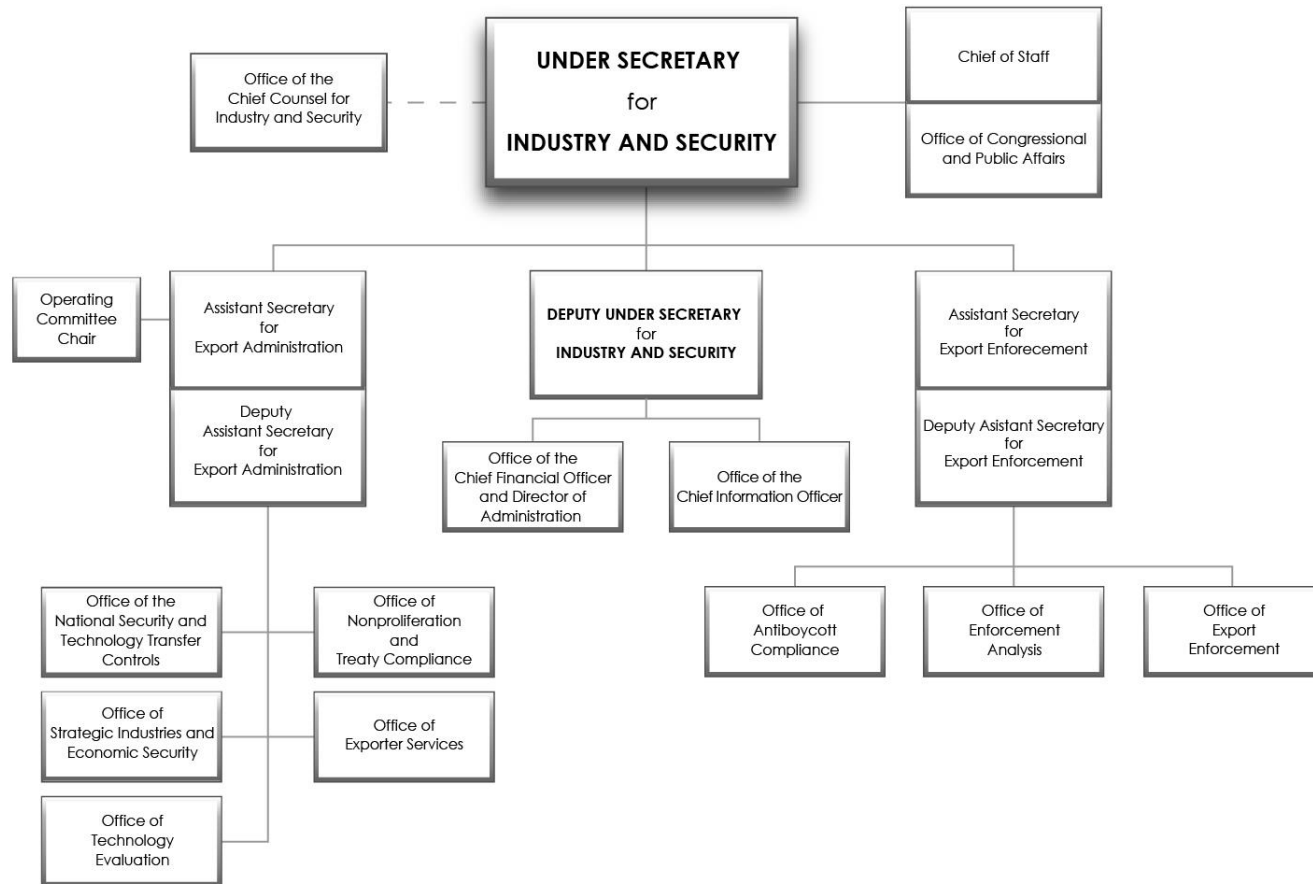 UNDER SECRETARY
for
INDUSTRY AND SECURITY
Office of the
Chief Counsel for
Industry and Security
Chief of Staff
Office of Congressional
and Public Affairs
Operating
Committee
Chair
Assistant Secretary
for
Export Administration
Deputy
Assistant Secretary
for
Export Administration
DEPUTY UNDER SECRETARY
for
INDUSTRY AND SECURITY
Assistant Secretary
for
Export Enforecement
Deputy Asistant Secretary
for
Export Enforcement
Office of the
Chief Financial Officer
and Director of
Administration
Office of the
Chief Information Officer
Office of the
National Security and
Technology Transfer
Controls
Office of
Nonproliferation
and
Treaty Compliance
Office of
Strategic Industries and
Economic Security
Office of
Exporter Services
Office of
Technology
Evaluation
Office of
Antiboycott
Compliance
Office of
Enforcement
Analysis
Office of
Export
Enforcement